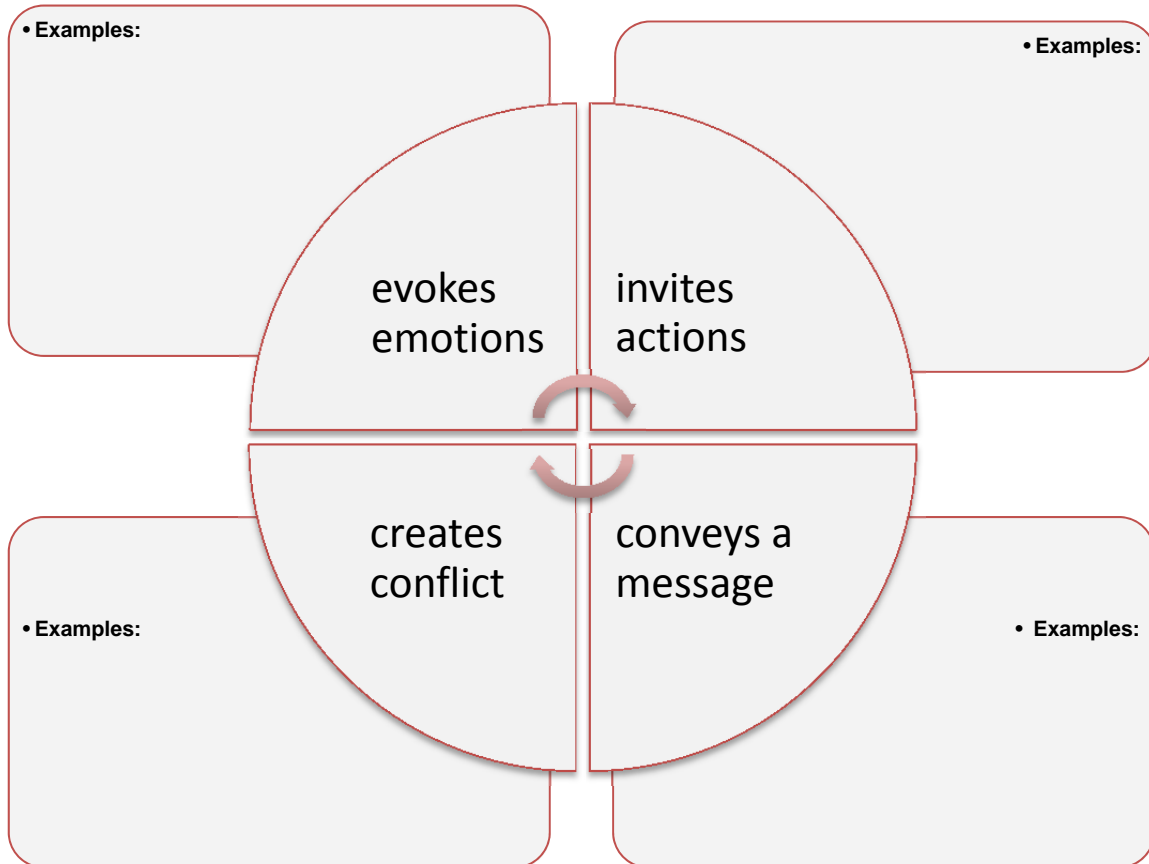 • Examples:
• Examples:
evokes
emotions
invites
actions
creates
conflict
conveys a
message
• Examples:
• Examples: